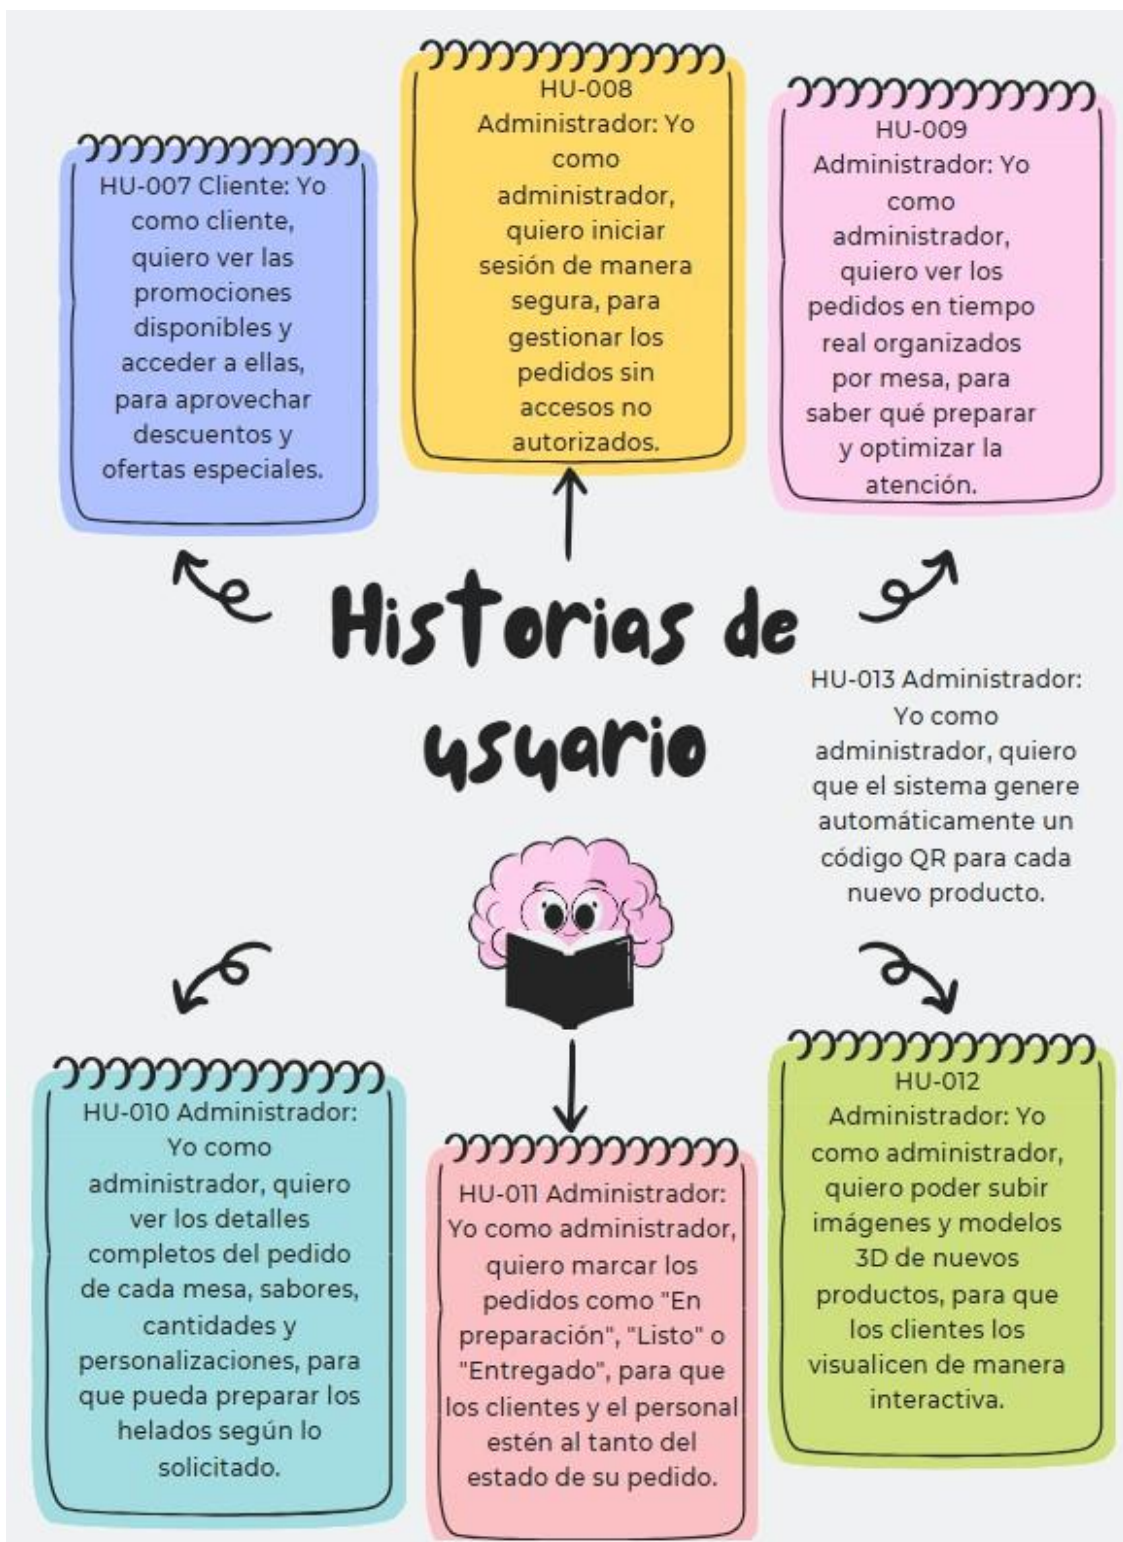 HU-007 Cliente: Yo
como cliente,
quiero ver las
promociones
disponibles y
acceder a ellas,
para aprovechar
descuentos y
ofertas especiales.
HU-008
Administrador: Yo
como
administrador,
quiero iniciar
sesión de manera
segura, para
gestionar los
pedidos sin
accesos no
autorizados.
HU-009
Administrador: Yo
como
administrador,
quiero ver los
pedidos en tiempo
real organizados
por mesa, para
saber qué preparar
y optimizar la
atención.
Historias de
usuario
HU-013 Administrador:
Yo como
administrador, quiero
que el sistema genere
automáticamente un
código QR para cada
nuevo producto.
HU-010 Administrador:
Yo como
administrador, quiero
ver los detalles
completos del pedido
de cada mesa, sabores,
cantidades y
personalizaciones, para
que pueda preparar los
helados según lo
solicitado.
HU-011 Administrador:
Yo como administrador,
quiero marcar los
pedidos como "En
preparación", "Listo" o
"Entregado", para que
los clientes y el personal
estén al tanto del
estado de su pedido.
HU-012
Administrador: Yo
como administrador,
quiero poder subir
imágenes y modelos
3D de nuevos
productos, para que
los clientes los
visualicen de manera
interactiva.